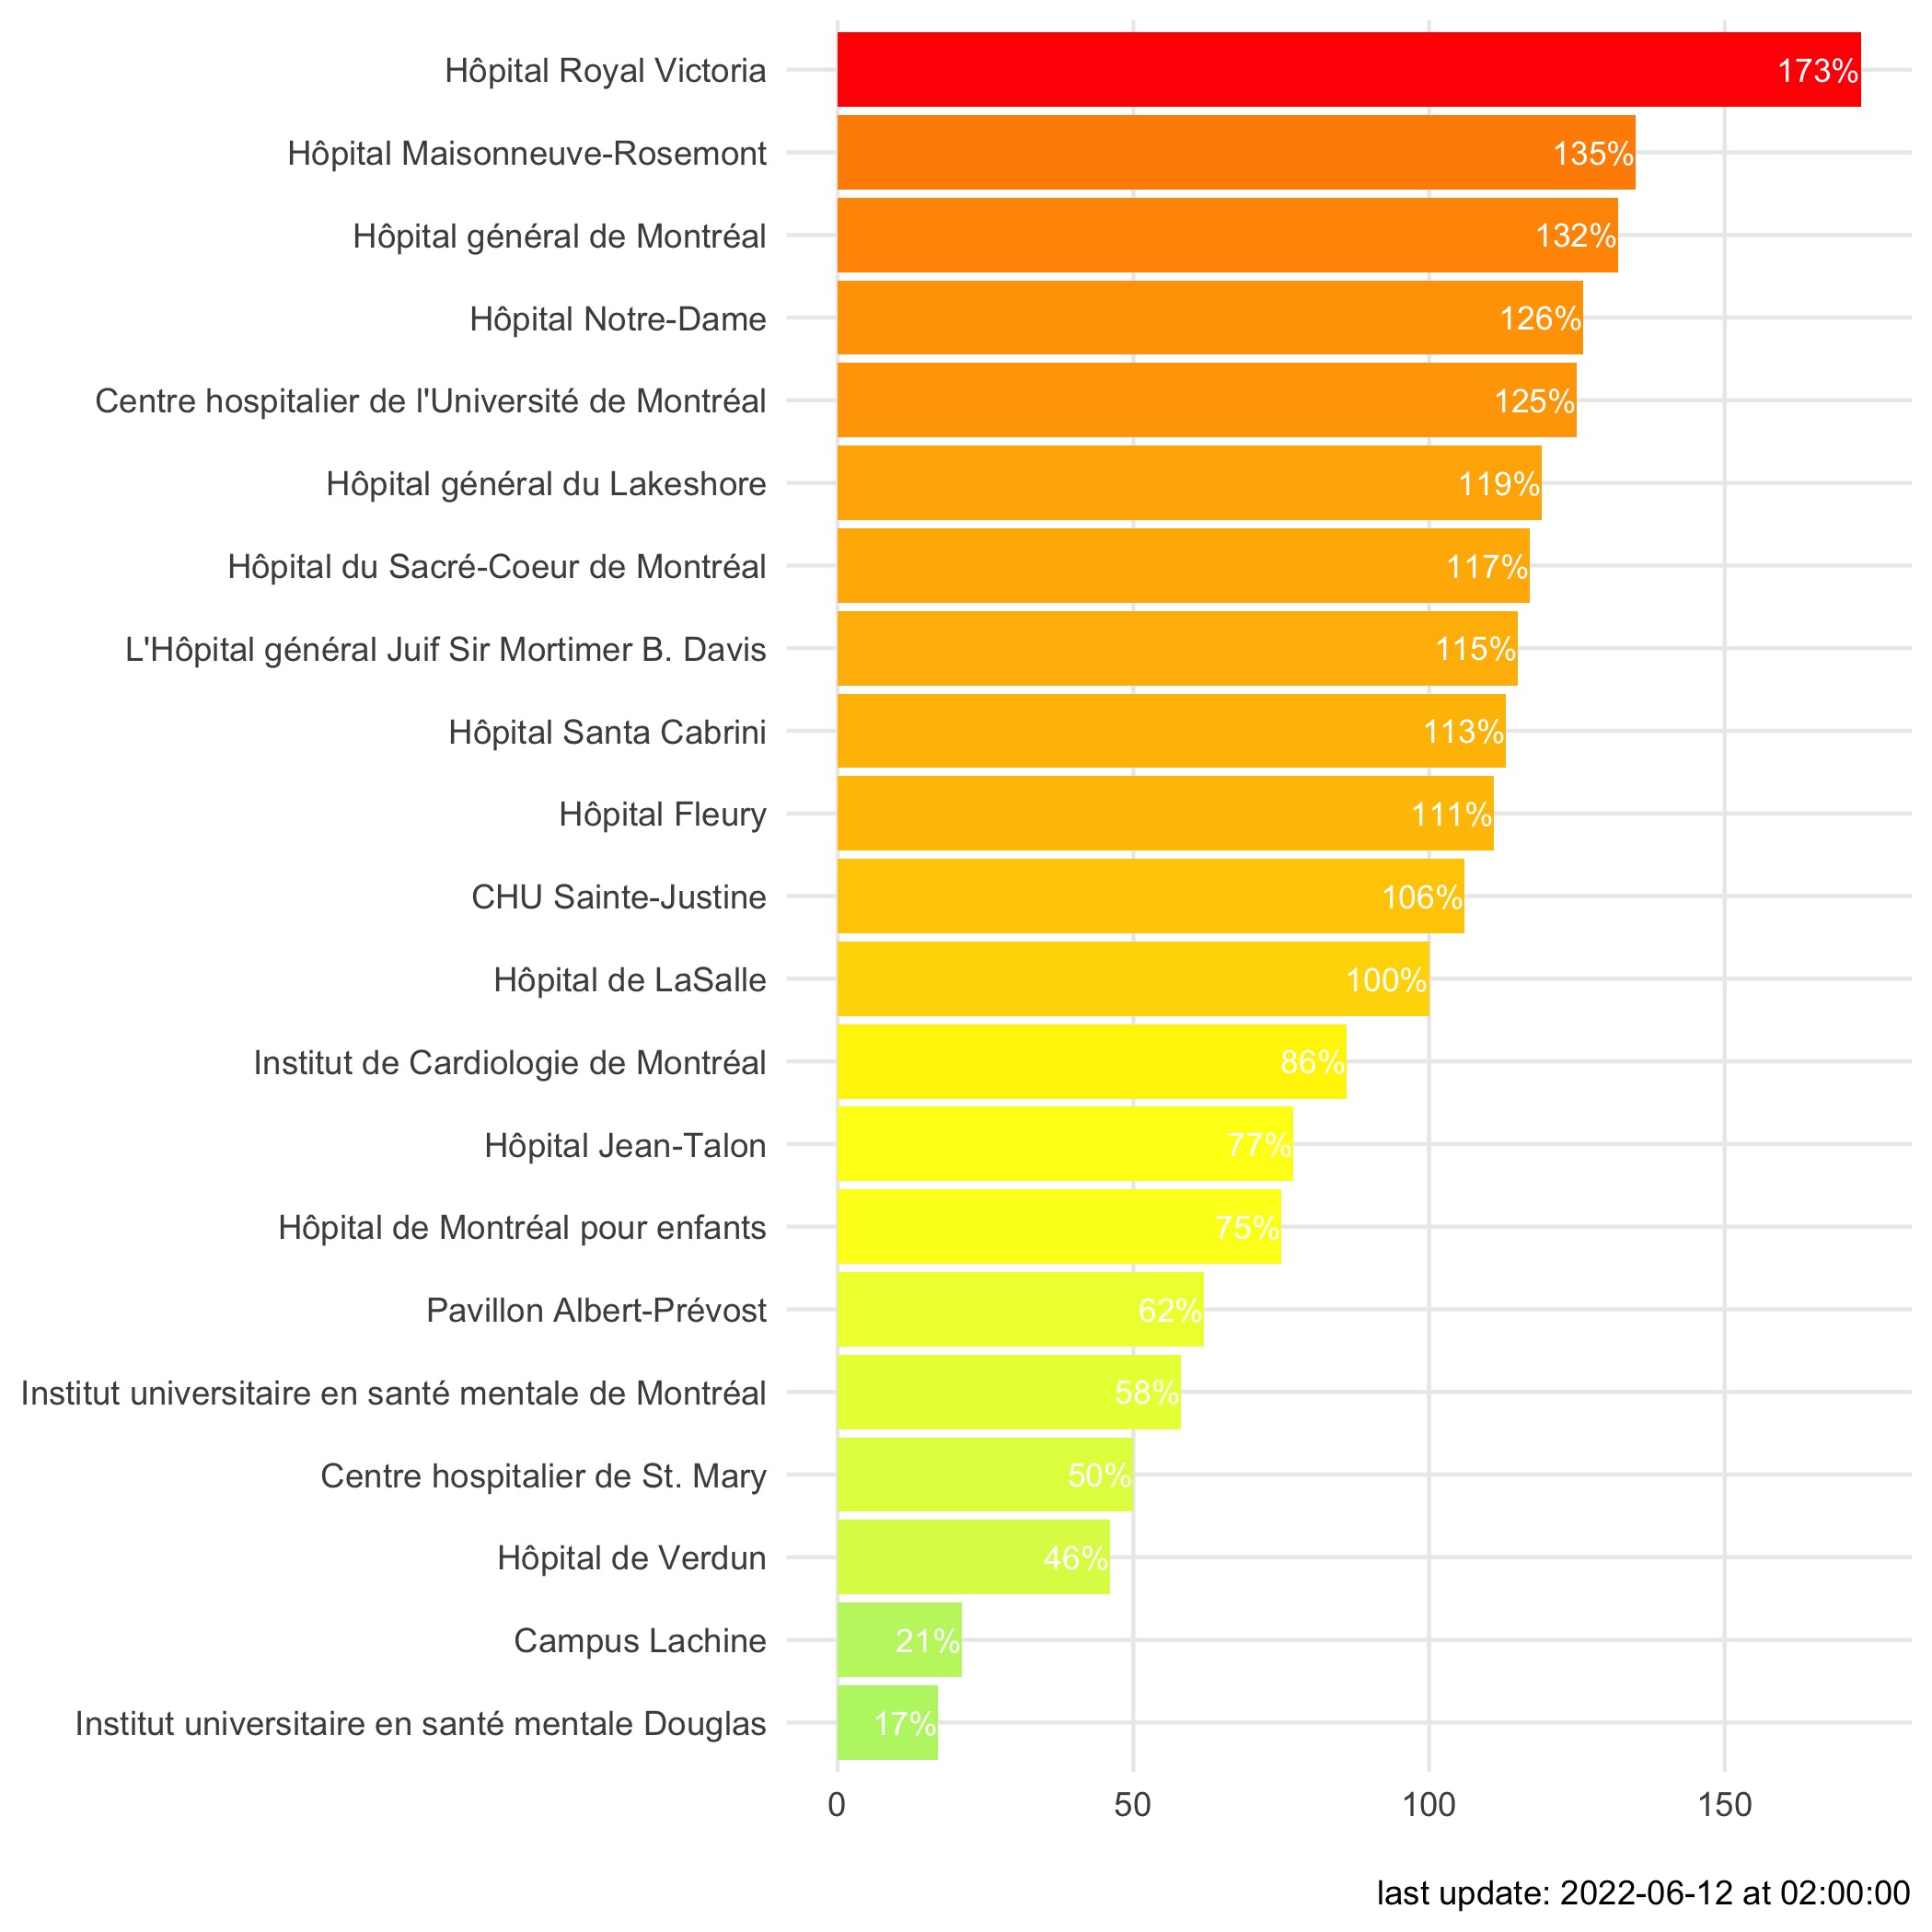 Hôpital Royal Victoria 173%
Hôpital Maisonneuve-Rosemont 135%
Hôpital général de Montréal 132%
Hôpital Notre-Dame 126%
Centre hospitalier de l'Université de Montréal 125%
Hôpital général du Lakeshore 119%
Hôpital du Sacré-Coeur de Montréal 117%
L'Hôpital général Juif Sir Mortimer B. Davis 115%
Hôpital Santa Cabrini 113%
Hôpital Fleury 111%
CHU Sainte-Justine 106%
Hôpital de LaSalle 100%
Institut de Cardiologie de Montréal 86%
Hôpital Jean-Talon 77%
Hôpital de Montréal pour enfants 75%
Pavillon Albert-Prévost 62%
Institut universitaire en santé mentale de Montréal 58%
Centre hospitalier de St. Mary 50%
Hôpital de Verdun 46%
Campus Lachine 21%
Institut universitaire en santé mentale Douglas 17%
0 50 100 150
last update: 2022-06-12 at 02:00:00